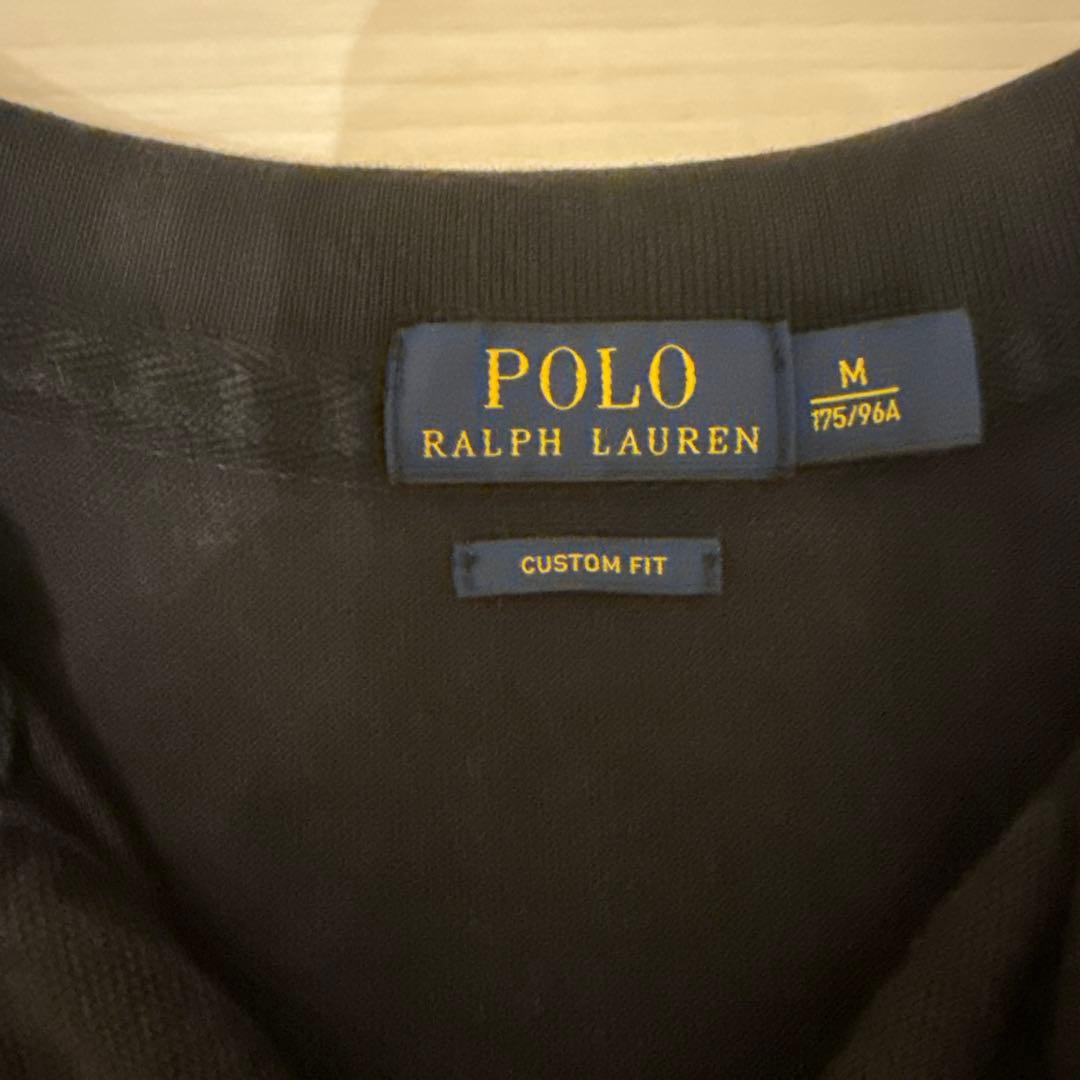 POLO
RALPH LAUREN
M
175/96A
CUSTOM FIT